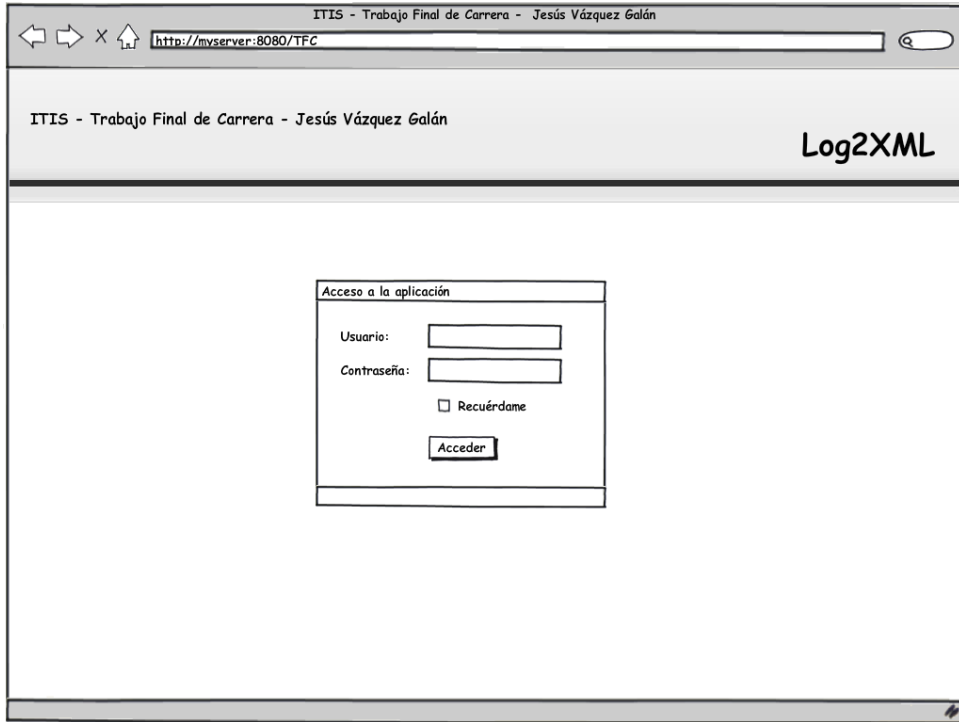 ITIS - Trabajo Final de Carrera - Jesús Vázquez Galán
http://myserver:8080/TFC
ITIS - Trabajo Final de Carrera - Jesús Vázquez Galán
Log2XML
Acceso a la aplicación
Usuario:
Contraseña:
Recuérdame
Acceder